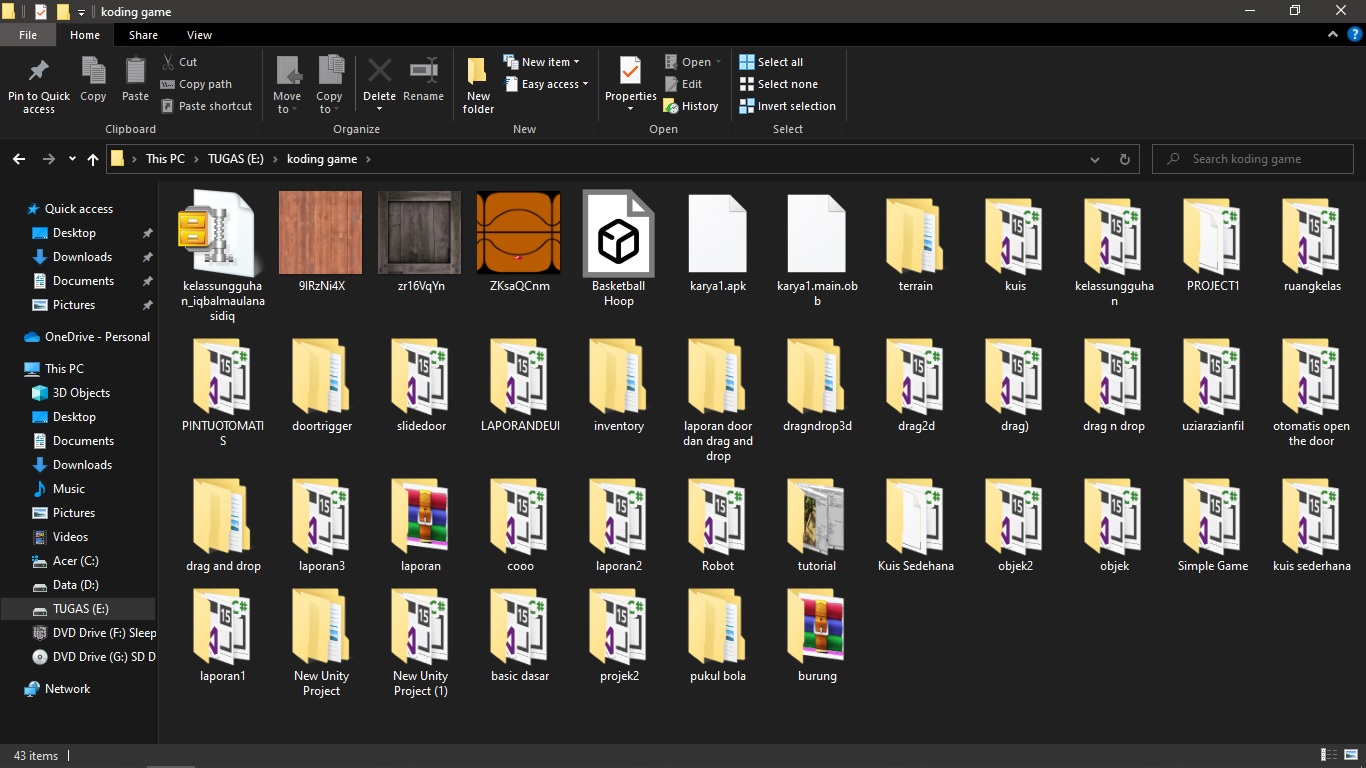 koding game
File Home Share View
Cut
Copy path
Paste shortcut
Pin to Quick
access
Copy
Paste
Clipboard
Move
to
Copy
to
Delete
Rename
Organize
New
folder
New item
Easy access
New
Properties
Open
Edit
History
Open
Select all
Select none
Invert selection
Select
This PC TUGAS (E:) koding game
Search koding game
Quick access
Desktop
Downloads
Documents
Pictures
OneDrive - Personal
This PC
3D Objects
Desktop
Documents
Downloads
Music
Pictures
Videos
Acer (C:)
Data (D:)
TUGAS (E:)
DVD Drive (F:) Sleep
DVD Drive (G:) SD D
Network
kelassungguha
n_iqbalmaulana
sidiq
9lRzNi4X
zr16VqYn
ZKsaQCnm
Basketball
Hoop
karya1.apk
karya1.main.ob
b
terrain
kuis
kelassungguha
n
PROJECT1
ruangkelas
PINTUOTOMATI
S
doortrigger
slidedoor
LAPORANDEUI
inventory
laporan door
dan drag and
drop
dragndrop3d
drag2d
drag)
drag n drop
uziarazianfil
otomatis open
the door
drag and drop
laporan3
laporan
cooo
laporan2
Robot
tutorial
Kuis Sedehana
objek2
objek
Simple Game
kuis sederhana
laporan1
New Unity
Project
New Unity
Project (1)
basic dasar
projek2
pukul bola
burung
43 items